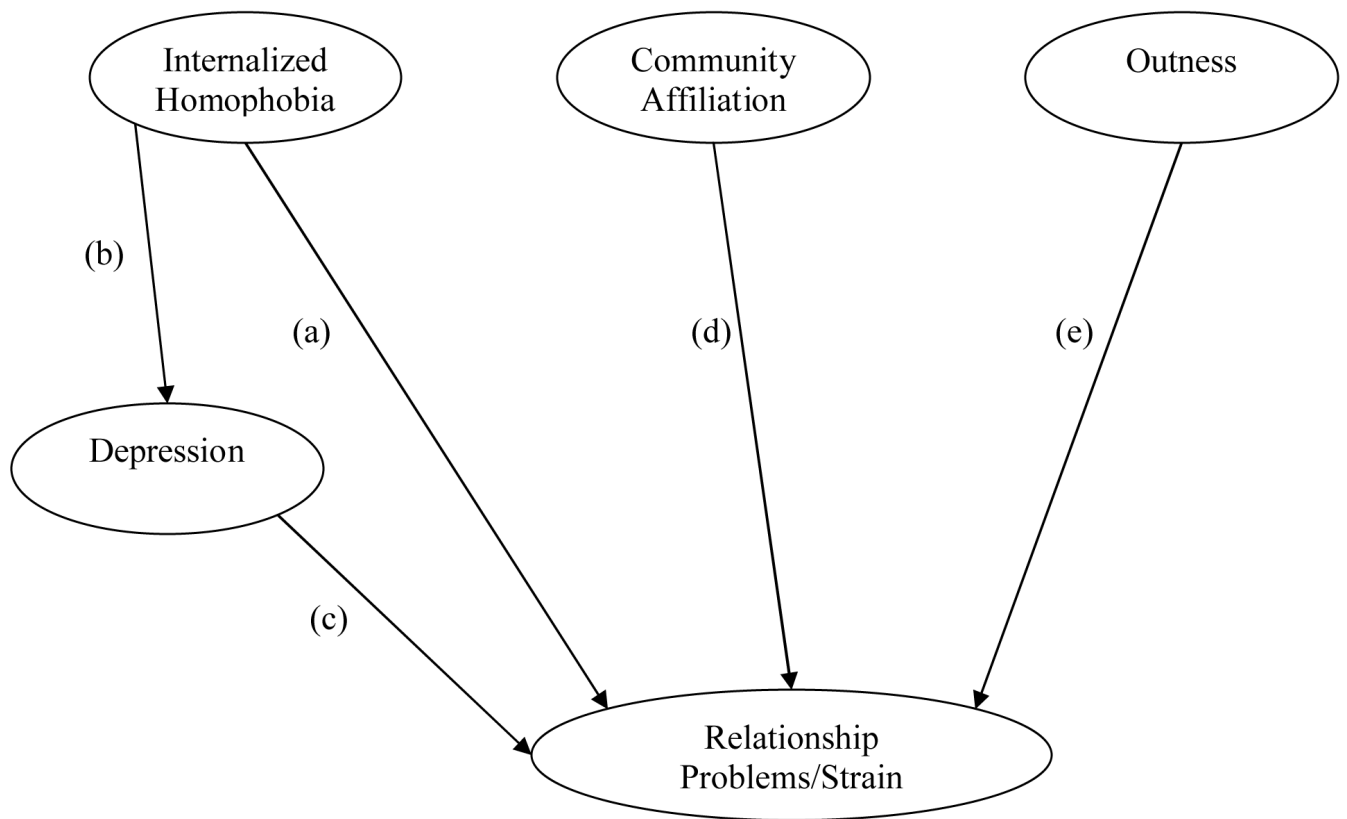 Internalized
Homophobia
Community
Affiliation
Outness
(b)
(a)
(d)
(e)
Depression
(c)
Relationship
Problems/Strain